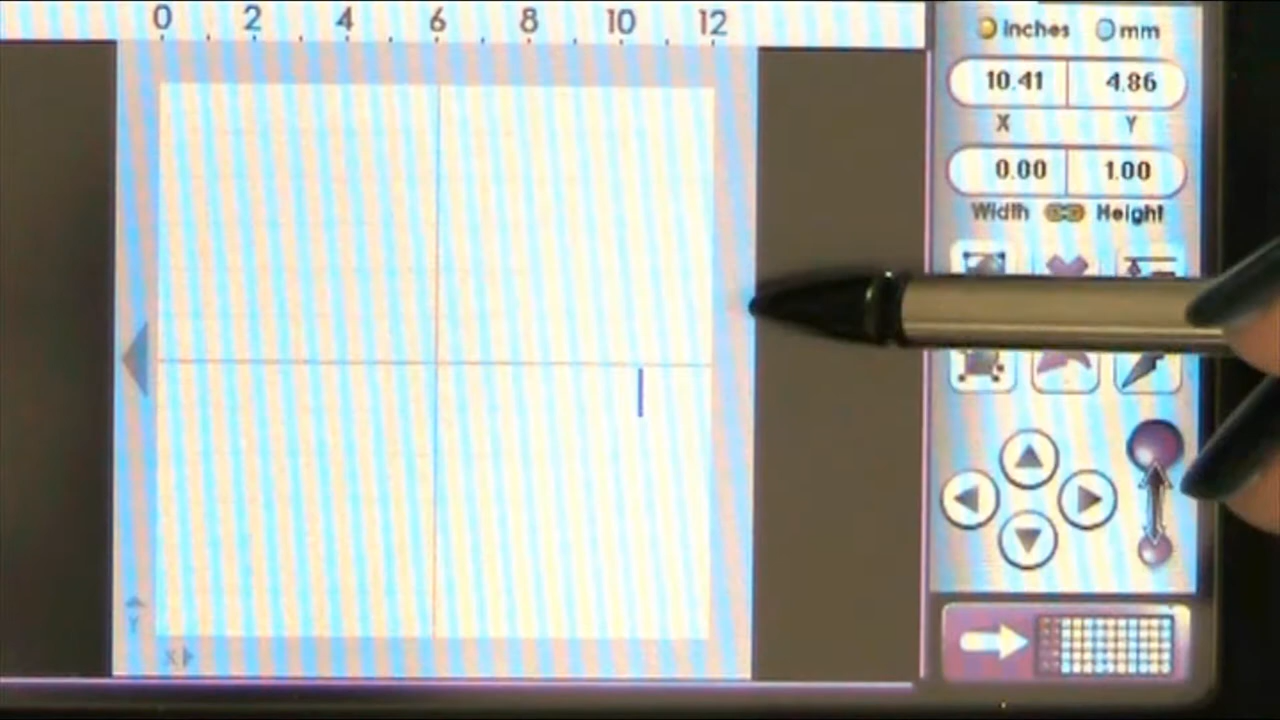 0 2 4 6 8 10 12
inches mm
10.41 4.86
X Y
0.00 1.00
Width Height
Y
X